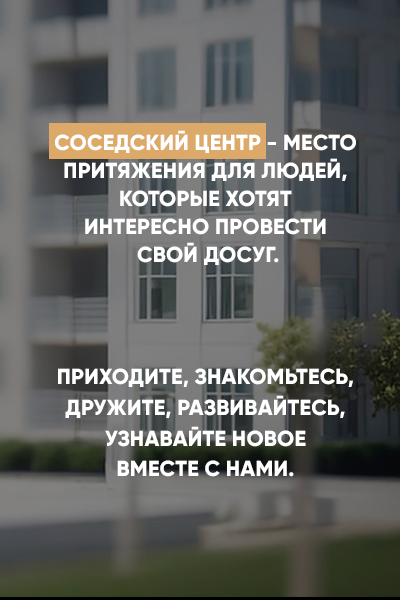 СОСЕДСКИЙ ЦЕНТР - МЕСТО
ПРИТЯЖЕНИЯ ДЛЯ ЛЮДЕЙ,
КОТОРЫЕ ХОТЯТ
ИНТЕРЕСНО ПРОВЕСТИ
СВОЙ ДОСУГ.
ПРИХОДИТЕ, ЗНАКОМЬТЕСЬ,
ДРУЖИТЕ, РАЗВИВАЙТЕСЬ,
УЗНАВАЙТЕ НОВОЕ
ВМЕСТЕ С НАМИ.